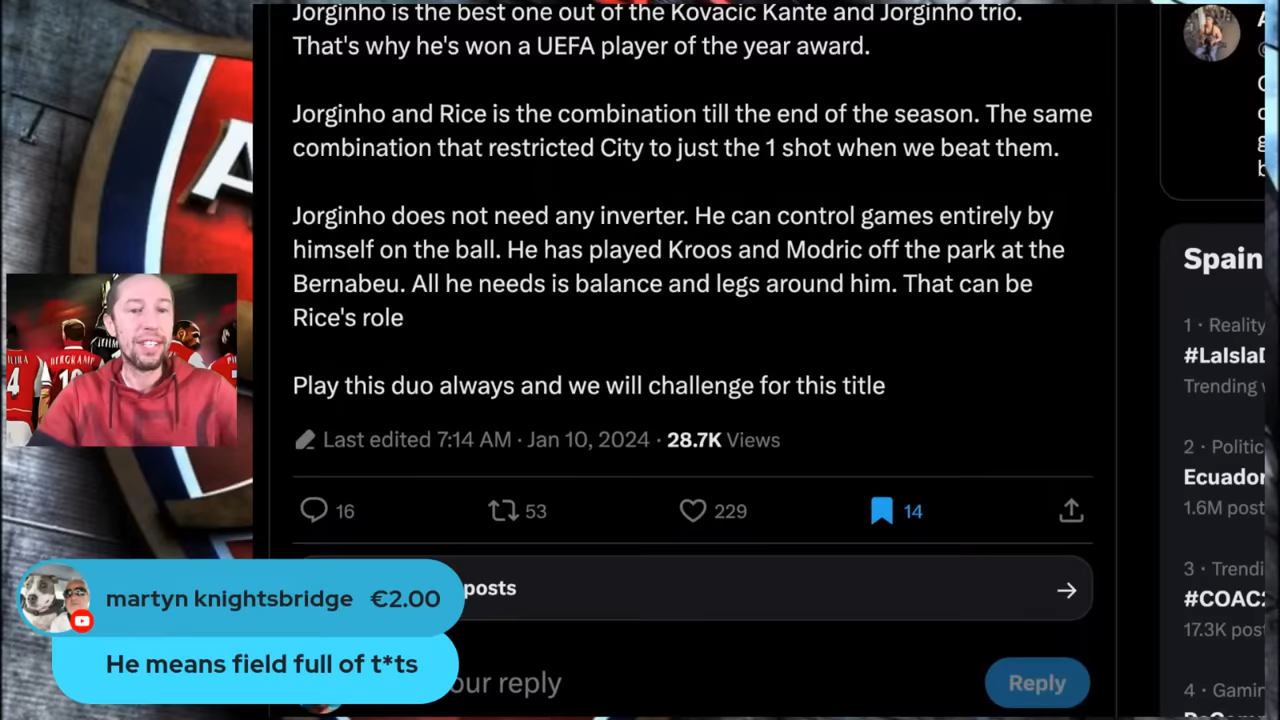 Jorginho is the best one out of the Kovacic Kante and Jorginho trio.
That's why he's won a UEFA player of the year award.
Jorginho and Rice is the combination till the end of the season. The same
combination that restricted City to just the 1 shot when we beat them.
Jorginho does not need any inverter. He can control games entirely by
himself on the ball. He has played Kroos and Modric off the park at the
Bernabeu. All he needs is balance and legs around him. That can be
Rice's role
Play this duo always and we will challenge for this title
Last edited 7:14 AM · Jan 10, 2024 · 28.7K Views
16 53 229 14
posts
our reply
Reply
Spain
1 · Reality
#LaIslaD
Trending
2 · Politic
Ecuador
1.6M post
3 · Trendi
#COAC2
17.3K post
4 · Gamin
martyn knightsbridge €2.00
He means field full of t*ts
BERGKAMP
4
10